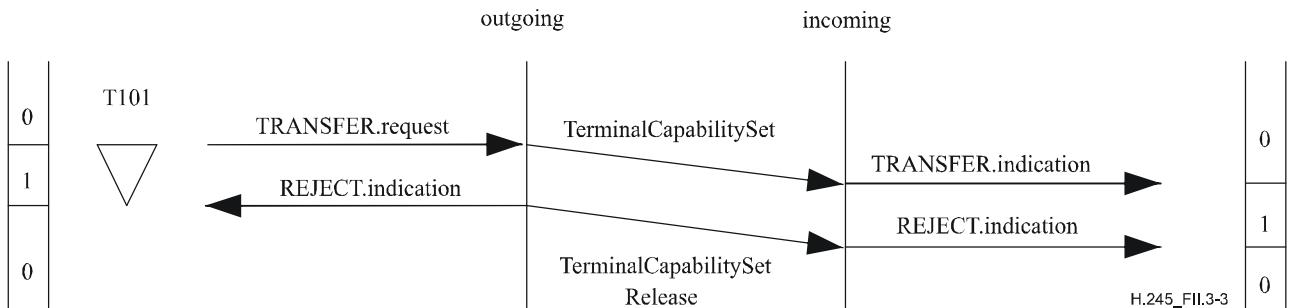 outgoing
incoming
T101
0
TRANSFER.request
TerminalCapabilitySet
0
TRANSFER.indication
1
REJECT.indication
REJECT.indication
1
0
TerminalCapabilitySet
Release
0
H.245_FII.3-3